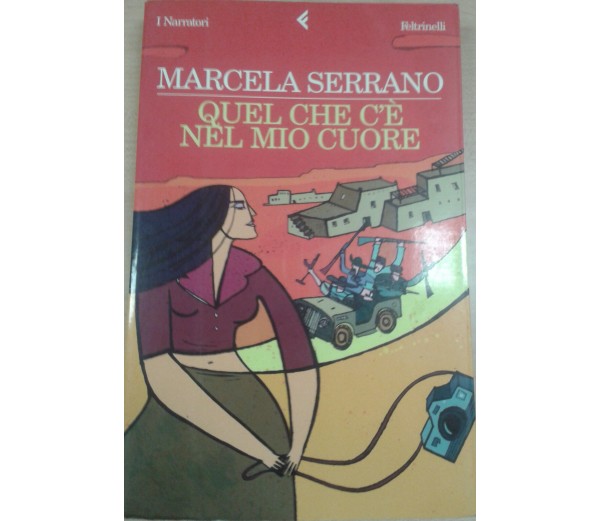 I Narratori
Feltrinelli
MARCELA SERRANO
QUEL CHE C'È
NEL MIO CUORE